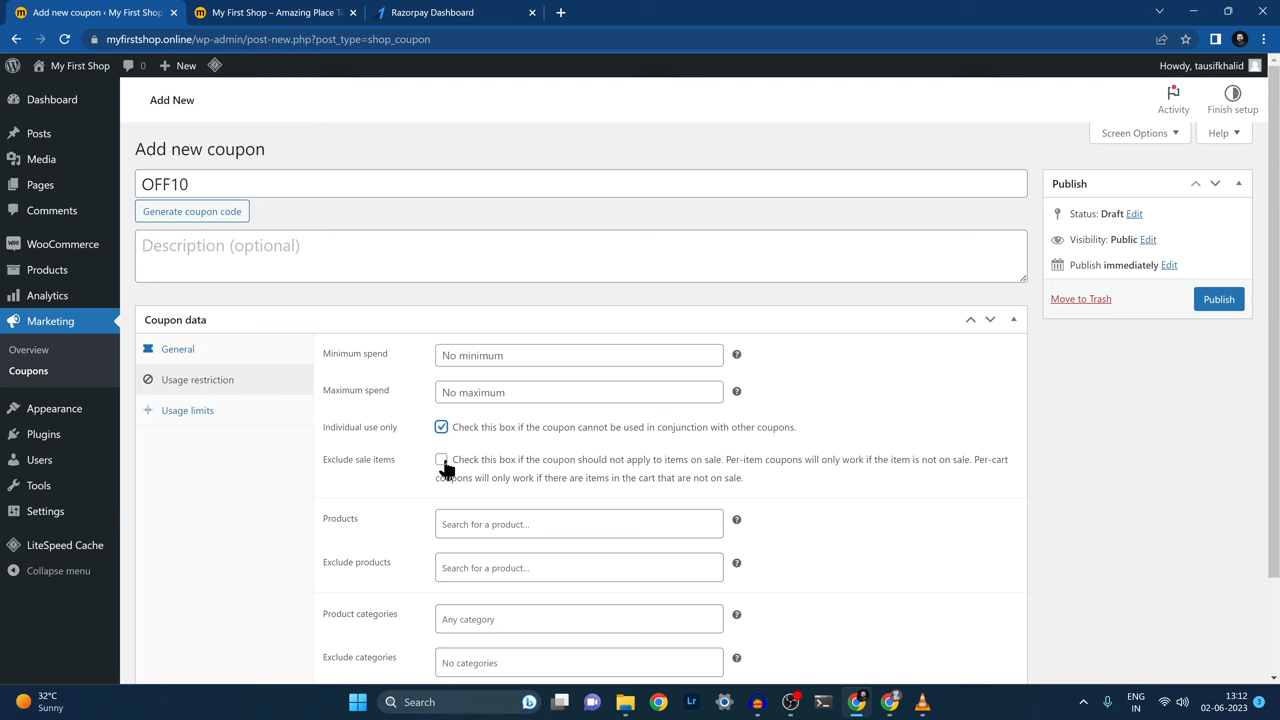 Add new coupon ‹ My First Shop
My First Shop – Amazing Place T
Razorpay Dashboard
myfirstshop.online/wp-admin/post-new.php?post_type=shop_coupon
My First Shop
0
New
Howdy, tausifkhalid
Dashboard
Posts
Media
Pages
Comments
WooCommerce
Products
Analytics
Marketing
Overview
Coupons
Appearance
Plugins
Users
Tools
Settings
LiteSpeed Cache
Collapse menu
Add New
Activity
Finish setup
Screen Options
Help
Add new coupon
OFF10
Generate coupon code
Description (optional)
Publish
Status: Draft Edit
Visibility: Public Edit
Publish immediately Edit
Move to Trash
Publish
Coupon data
General
Usage restriction
Usage limits
Minimum spend
No minimum
Maximum spend
No maximum
Individual use only
Check this box if the coupon cannot be used in conjunction with other coupons.
Exclude sale items
Check this box if the coupon should not apply to items on sale. Per-item coupons will only work if the item is not on sale. Per-cart
coupons will only work if there are items in the cart that are not on sale.
Products
Search for a product…
Exclude products
Search for a product…
Product categories
Any category
Exclude categories
No categories
32°C
Sunny
Search
Lr
ENG
IN
13:12
02-06-2023
3